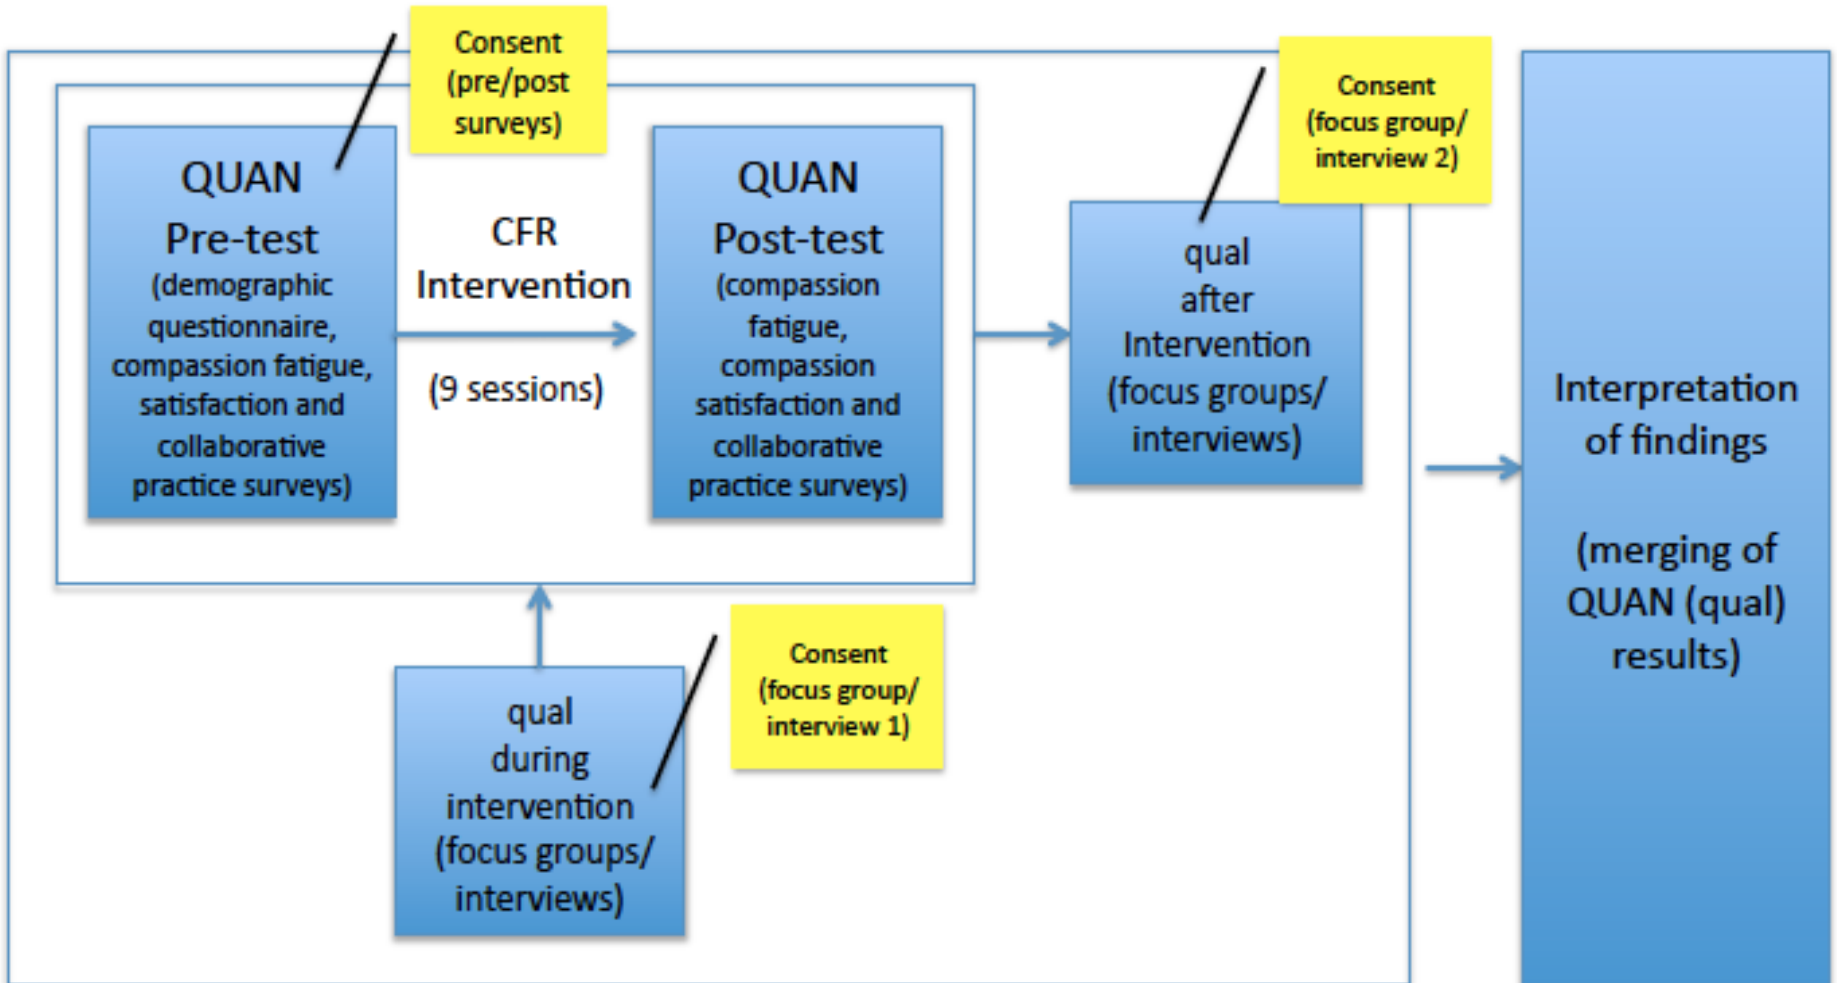 Consent
(pre/post
surveys)
QUAN
Pre-test
(demographic
questionnaire,
compassion fatigue,
satisfaction and
collaborative
practice surveys)
CFR
Intervention
(9 sessions)
QUAN
Post-test
(compassion
fatigue,
compassion
satisfaction and
collaborative
practice surveys)
Consent
(focus group/
interview 2)
qual
after
Intervention
(focus groups/
interviews)
Consent
(focus group/
interview 1)
qual
during
intervention
(focus groups/
interviews)
Interpretation
of findings
(merging of
QUAN (qual)
results)